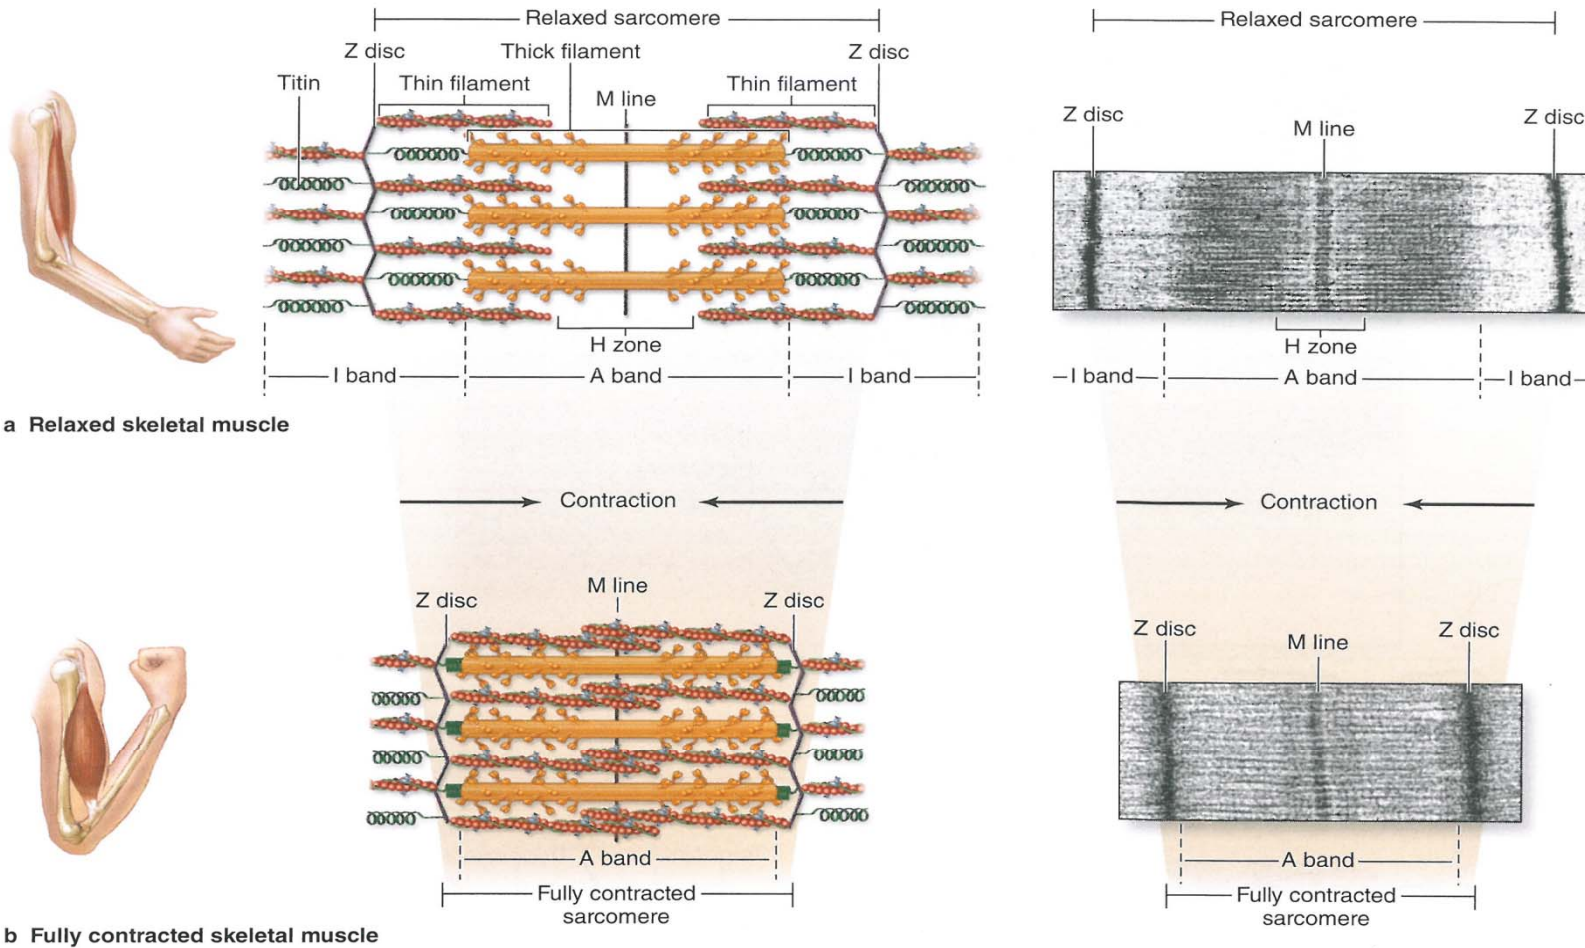 Relaxed sarcomere
Z disc Thick filament Z disc
Titin Thin filament M line Thin filament
H zone
I band A band I band
Relaxed sarcomere
Z disc M line Z disc
H zone
I band A band I band
a Relaxed skeletal muscle
Contraction
Contraction
M line
Z disc Z disc
A band
Fully contracted
sarcomere
Z disc M line Z disc
A band
Fully contracted
sarcomere
b Fully contracted skeletal muscle